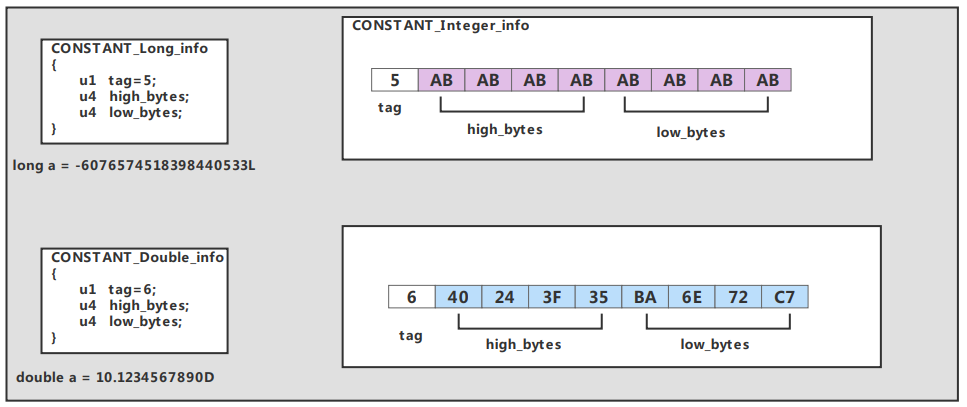 CONSTANT_Long_info
{
u1 tag=5;
u4 high_bytes;
u4 low_bytes;
}
long a = -6076574518398440533L
CONSTANT_Integer_info
5 AB AB AB AB AB AB AB AB
tag
high_bytes
low_bytes
CONSTANT_Double_info
{
u1 tag=6;
u4 high_bytes;
u4 low_bytes;
}
double a = 10.1234567890D
6 40 24 3F 35 BA 6E 72 C7
tag
high_bytes
low_bytes